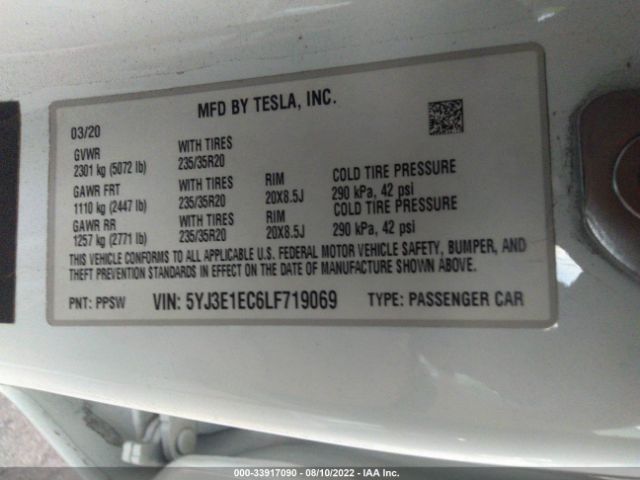 MFD BY TESLA, INC.
03/20
GVWR WITH TIRES
2301 kg (5072 lb) 235/35R20
GAWR FRT WITH TIRES RIM COLD TIRE PRESSURE
1110 kg (2447 lb) 235/35R20 20X8.5J 290 kPa, 42 psi
GAWR RR WITH TIRES RIM COLD TIRE PRESSURE
1257 kg (2771 lb) 235/35R20 20X8.5J 290 kPa, 42 psi
THIS VEHICLE CONFORMS TO ALL APPLICABLE U.S. FEDERAL MOTOR VEHICLE SAFETY, BUMPER, AND
THEFT PREVENTION STANDARDS IN EFFECT ON THE DATE OF MANUFACTURE SHOWN ABOVE.
PNT: PPSW VIN: 5YJ3E1EC6LF719069 TYPE: PASSENGER CAR
000-33917090 - 08/10/2022 - IAA Inc.